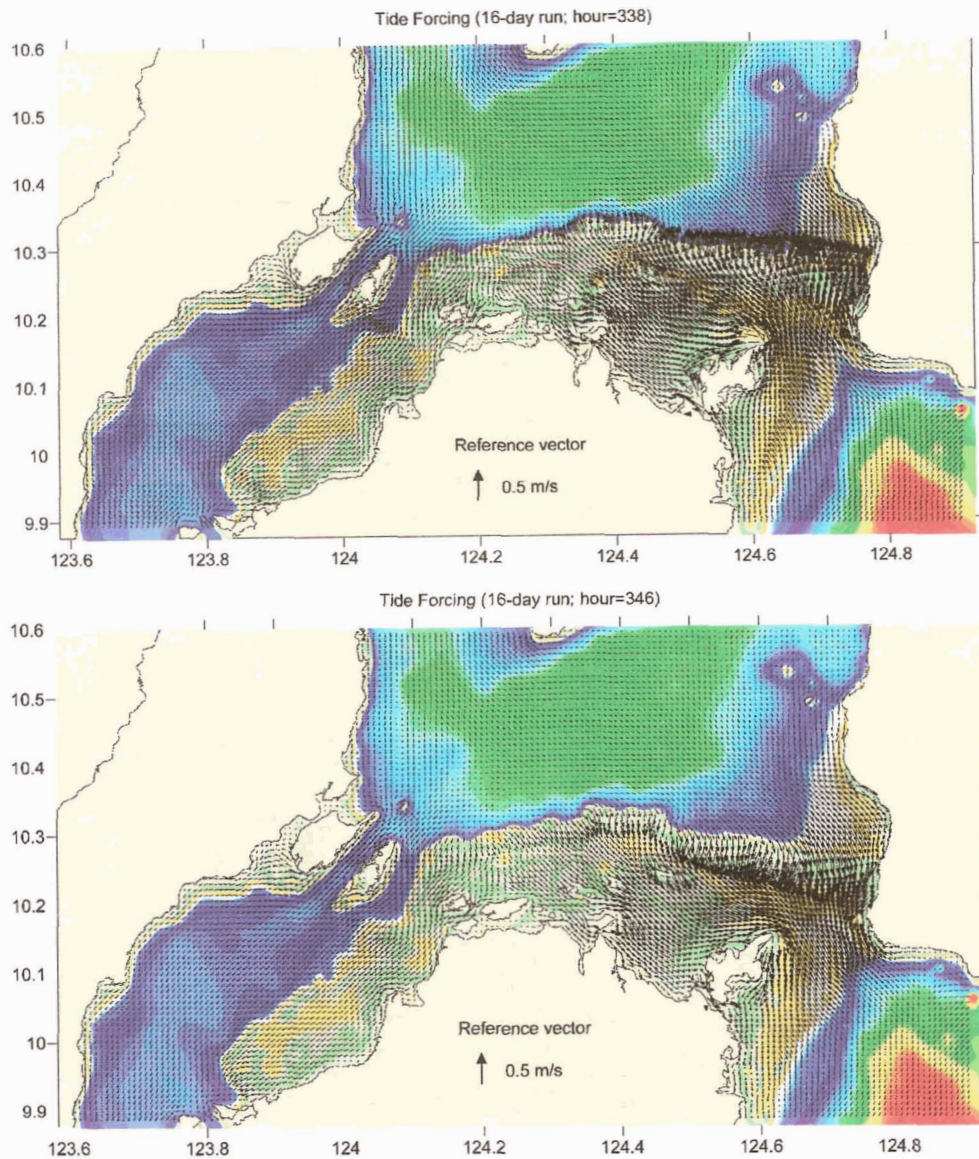 Tide Forcing (16-day run; hour=338)
10.6
10.5
10.4
10.3
10.2
10.1
10
9.9
Reference vector
0.5 m/s
123.6 123.8 124 124.2 124.4 124.6 124.8
Tide Forcing (16-day run; hour=346)
10.6
10.5
10.4
10.3
10.2
10.1
10
9.9
Reference vector
0.5 m/s
123.6 123.8 124 124.2 124.4 124.6 124.8